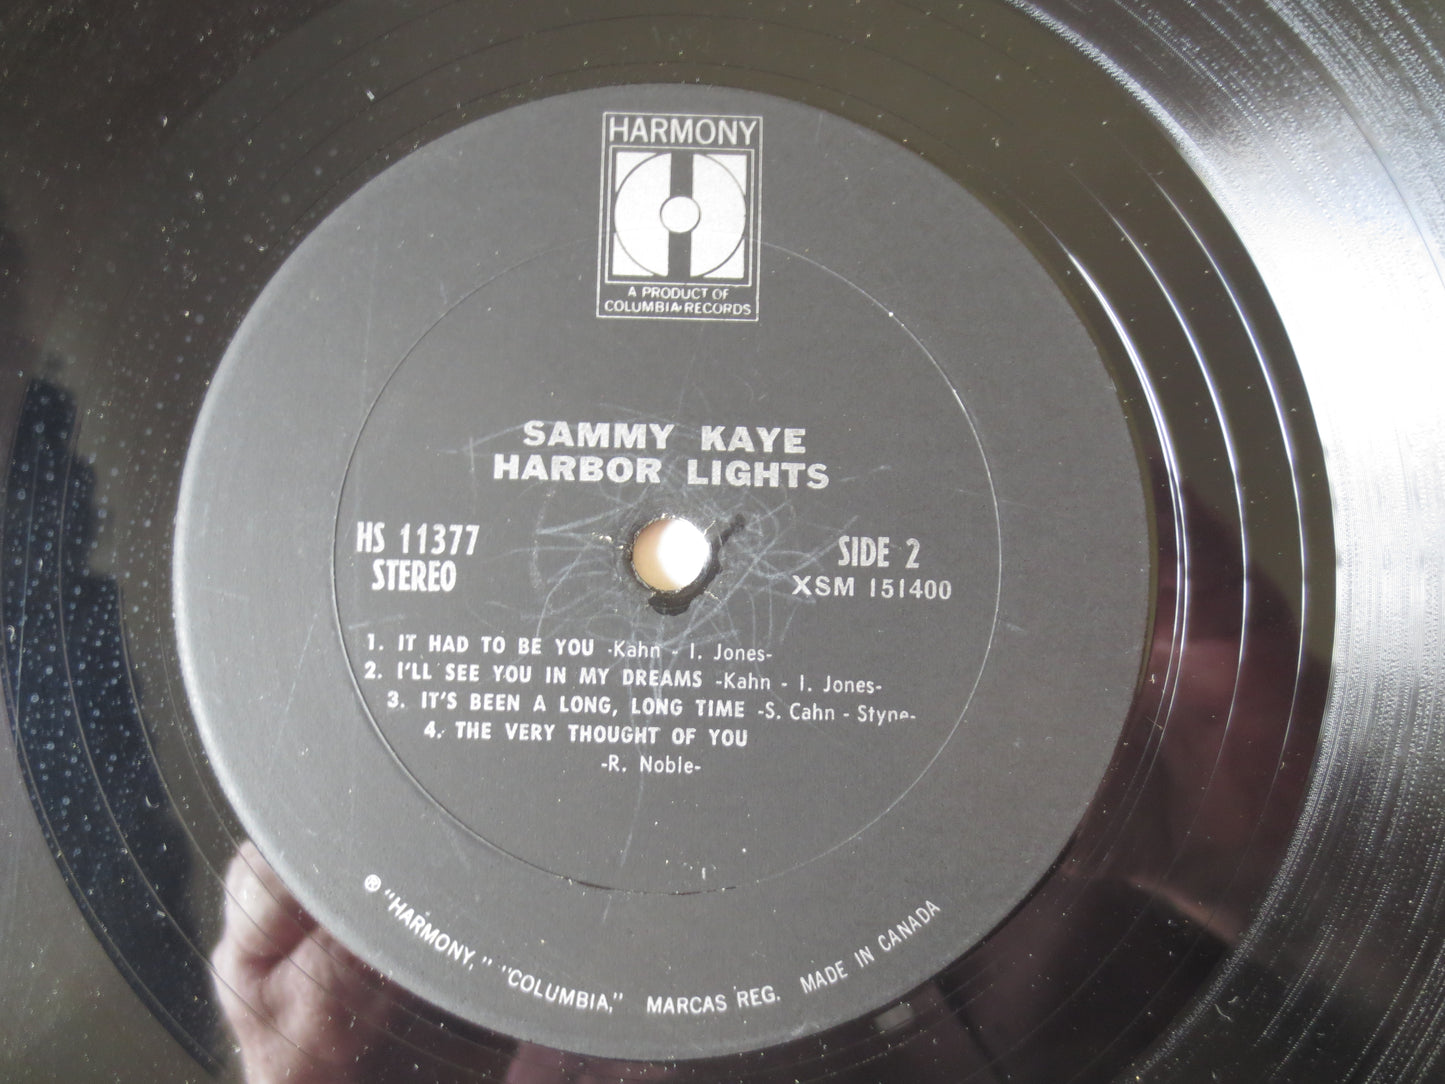 HARMONY
A PRODUCT OF
COLUMBIA RECORDS
SAMMY KAYE
HARBOR LIGHTS
HS 11377
STEREO
SIDE 2
XSM 151400
1. IT HAD TO BE YOU -Kahn - I. Jones-
2. I'LL SEE YOU IN MY DREAMS -Kahn - I. Jones-
3. IT'S BEEN A LONG, LONG TIME -S. Cahn - Styne-
4. THE VERY THOUGHT OF YOU
-R. Noble-
® "HARMONY," "COLUMBIA," MARCAS REG. MADE IN CANADA